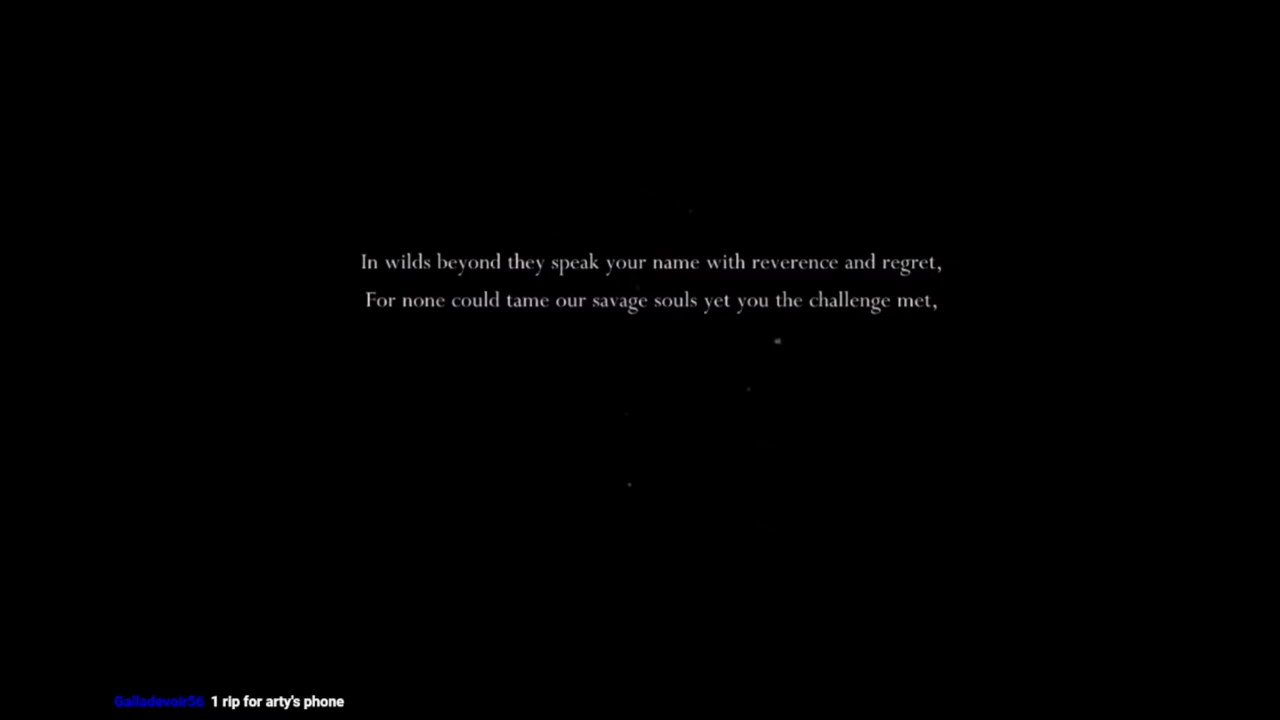 In wilds beyond they speak your name with reverence and regret,
For none could tame our savage souls yet you the challenge met,
Galladevoir56 1 rip for arty's phone